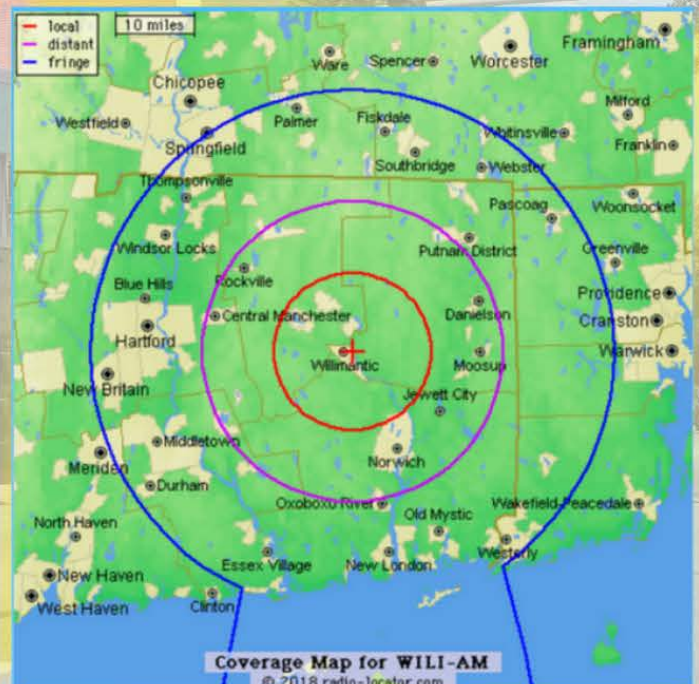 local
distant
fringe
10 miles
Framingham
Ware
Spencer
Worcester
Chicopee
Milford
Westfield
Palmer
Fiskdale
Whitinsville
Springfield
Franklin
Southbridge
Webster
Thompsonville
Pascoag
Woonsocket
Windsor Locks
Putnam District
Greenville
Rockville
Blue Hills
Providence
Central Manchester
Danielson
Cranston
Hartford
Warwick
Willimantic
Moosup
New Britain
Jewett City
Middletown
Meriden
Norwich
Durham
Oxoboxo River
Wakefield-Peacedale
Old Mystic
North Haven
Westerly
Essex Village
New London
New Haven
West Haven
Clinton
Coverage Map for WILI-AM
© 2018 radio-locator.com